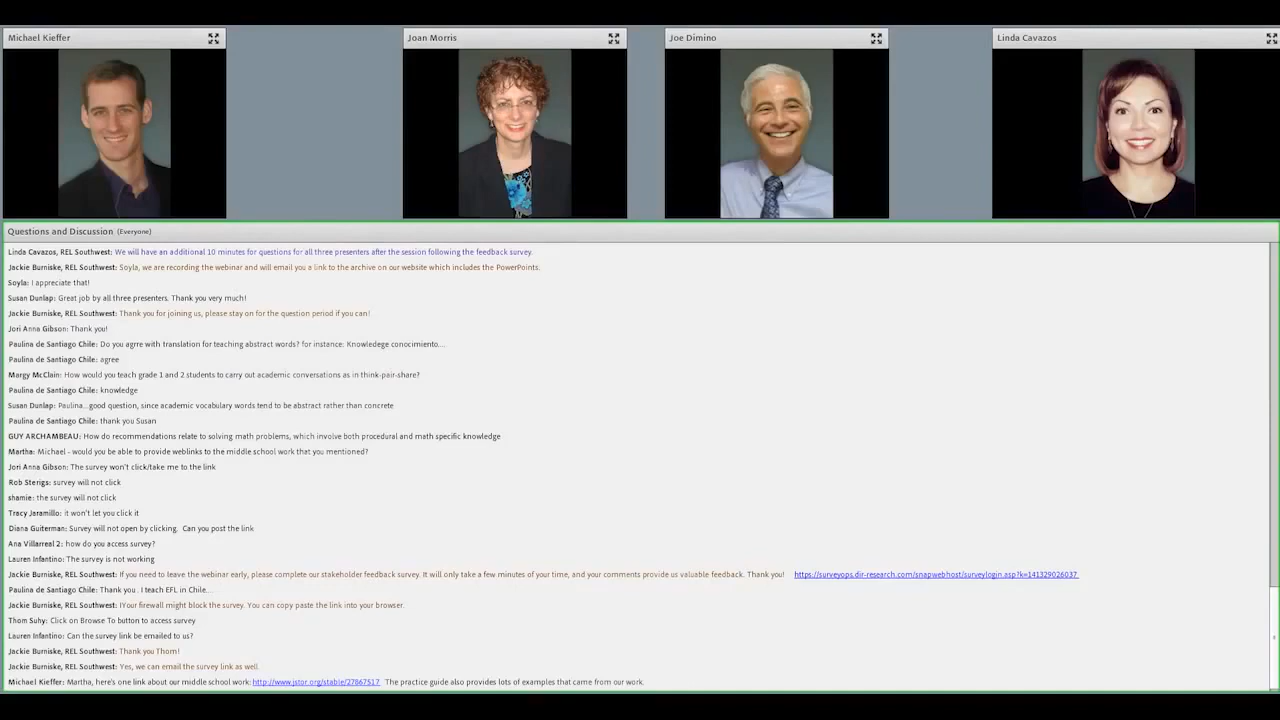 Michael Kieffer
Joan Morris
Joe Dimino
Linda Cavazos
Questions and Discussion (Everyone)
Linda Cavazos, REL Southwest: We will have an additional 10 minutes for questions for all three presenters after the session following the feedback survey.
Jackie Burniske, REL Southwest: Soyla, we are recording the webinar and will email you a link to the archive on our website which includes the PowerPoints.
Soyla: I appreciate that!
Susan Dunlap: Great job by all three presenters. Thank you very much!
Jackie Burniske, REL Southwest: Thank you for joining us, please stay on for the question period if you can!
Jori Anna Gibson: Thank you!
Paulina de Santiago Chile: Do you agrre with translation for teaching abstract words? for instance: Knowledege conocimiento....
Paulina de Santiago Chile: agree
Margy McClain: How would you teach grade 1 and 2 students to carry out academic conversations as in think-pair-share?
Paulina de Santiago Chile: knowledge
Susan Dunlap: Paulina...good question, since academic vocabulary words tend to be abstract rather than concrete
Paulina de Santiago Chile: thank you Susan
GUY ARCHAMBEAU: How do recommendations relate to solving math problems, which involve both procedural and math specific knowledge
Martha: Michael - would you be able to provide weblinks to the middle school work that you mentioned?
Jori Anna Gibson: The survey won't click/take me to the link
Rob Sterigs: survey will not click
shamie: the survey will not click
Tracy Jaramillo: it won't let you click it
Diana Guiterman: Survey will not open by clicking. Can you post the link
Ana Villarreal 2: how do you access survey?
Lauren Infantino: The survey is not working
Jackie Burniske, REL Southwest: If you need to leave the webinar early, please complete our stakeholder feedback survey. It will only take a few minutes of your time, and your comments provide us valuable feedback. Thank you! https://surveyops.dir-research.com/snapwebhost/surveylogin.asp?k=141329026037
Paulina de Santiago Chile: Thank you . I teach EFL in Chile...
Jackie Burniske, REL Southwest: IYour firewall might block the survey. You can copy paste the link into your browser.
Thom Suhy: Click on Browse To button to access survey
Lauren Infantino: Can the survey link be emailed to us?
Jackie Burniske, REL Southwest: Thank you Thom!
Jackie Burniske, REL Southwest: Yes, we can email the survey link as well.
Michael Kieffer: Martha, here's one link about our middle school work: http://www.jstor.org/stable/27867517 The practice guide also provides lots of examples that came from our work.